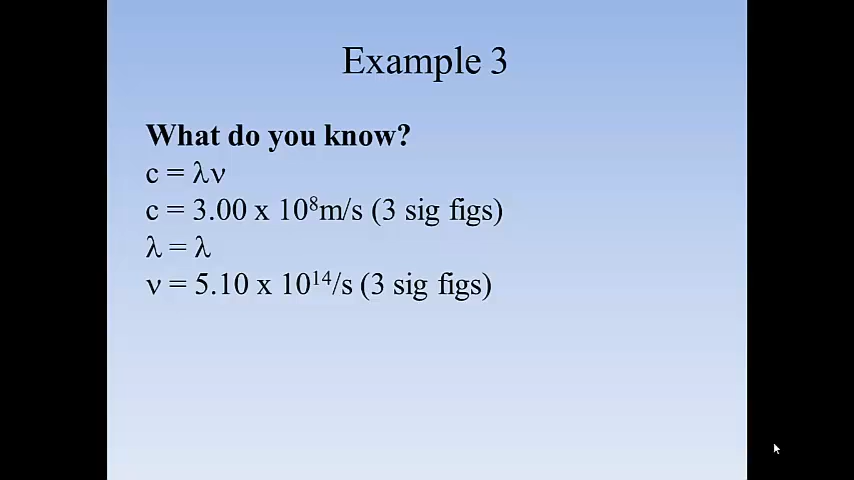 Example 3
What do you know?
c = λν
c = 3.00 x 10⁸m/s (3 sig figs)
λ = λ
ν = 5.10 x 10¹⁴/s (3 sig figs)